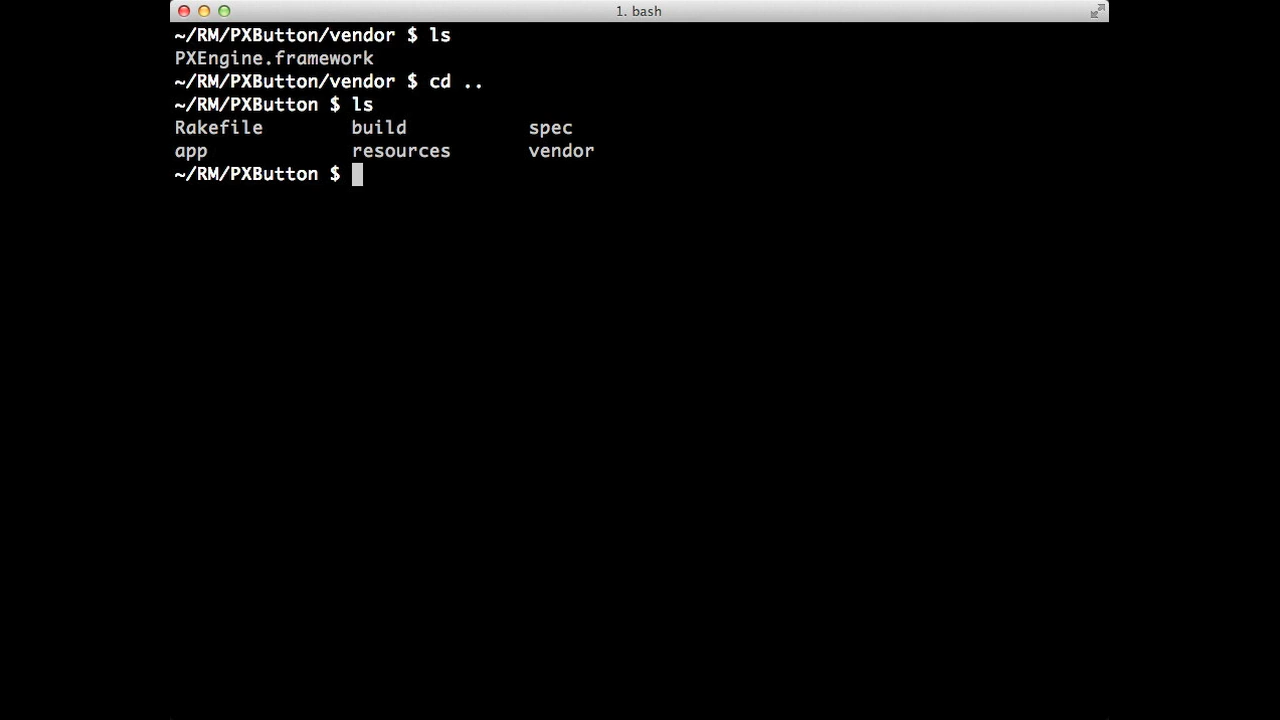 1. bash
~/RM/PXButton/vendor $ ls
PXEngine.framework
~/RM/PXButton/vendor $ cd ..
~/RM/PXButton $ ls
Rakefile build spec
app resources vendor
~/RM/PXButton $